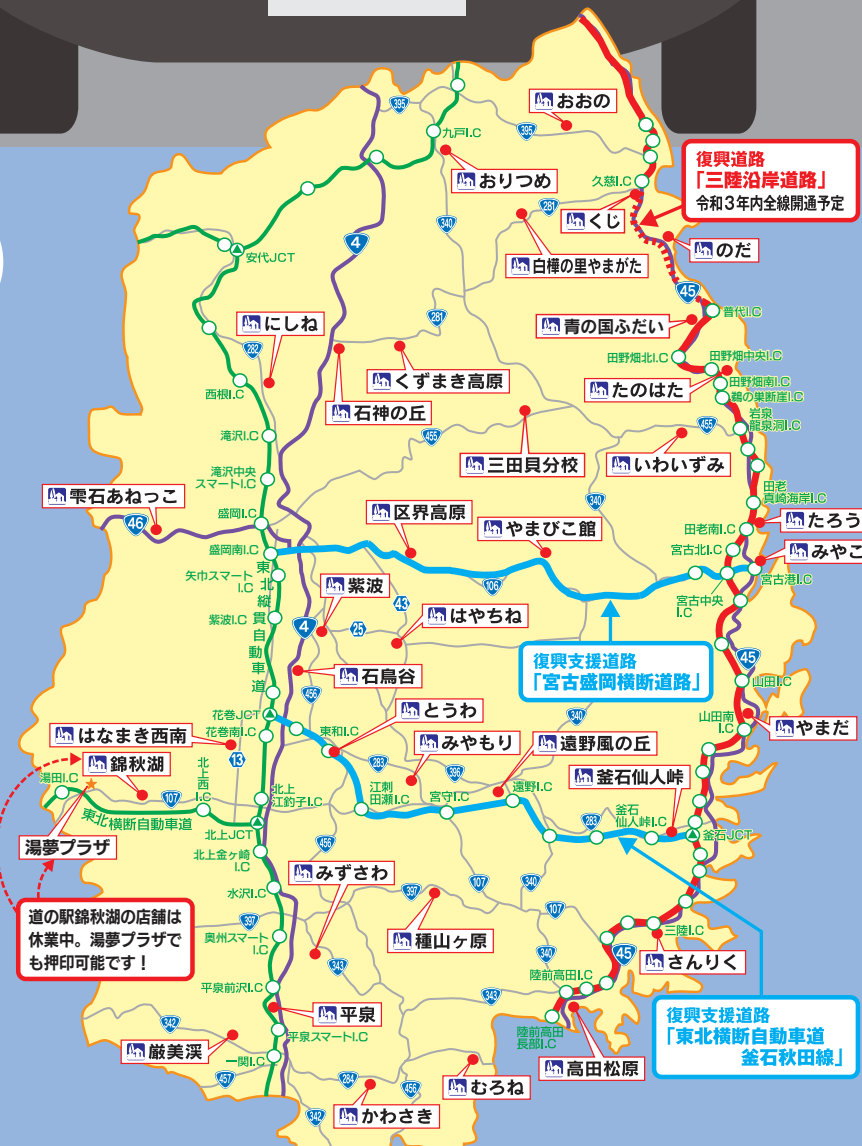 395
おおの
九戸I.C
395
復興道路
「三陸沿岸道路」
令和3年内全線開通予定
おりつめ
久慈I.C
281
くじ
340
4
のだ
安代JCT
白樺の里やまがた
45
普代I.C
にしね
281
青の国ふだい
282
田野畑北I.C
田野畑中央I.C
くずまき高原
たのはた
田野畑南I.C
西根I.C
鵜の巣断崖I.C
石神の丘
岩泉
龍泉洞I.C
滝沢I.C
455
455
三田貝分校
いわいずみ
滝沢中央
スマートI.C
田老
真崎海岸I.C
雫石あねっこ
340
46
盛岡I.C
区界高原
たろう
田老南I.C
やまびこ館
盛岡南I.C
宮古北I.C
みやこ
東北縦貫自動車道
矢巾スマート
I.C
106
宮古港I.C
紫波
43
宮古中央
I.C
紫波I.C
4
25
はやちね
復興支援道路
「宮古盛岡横断道路」
45
石鳥谷
山田I.C
456
花巻JCT
とうわ
340
山田南
I.C
やまだ
はなまき西南
花巻南I.C
東和I.C
みやもり
遠野風の丘
13
283
錦秋湖
396
釜石仙人峠
湯田I.C
北上西I.C
107
北上
江釣子I.C
江刺
田瀬I.C
宮守I.C
遠野I.C
釜石
仙人峠I.C
283
東北横断自動車道
北上JCT
釜石JCT
湯夢プラザ
456
北上金ヶ崎
I.C
みずさわ
107
340
水沢I.C
397
道の駅錦秋湖の店舗は
休業中。湯夢プラザで
も押印可能です！
397
107
奥州スマート
I.C
種山ヶ原
三陸I.C
343
340
45
さんりく
陸前高田I.C
平泉前沢I.C
343
平泉
復興支援道路
「東北横断自動車道
釜石秋田線」
342
平泉スマートI.C
陸前高田
長部I.C
厳美渓
一関I.C
高田松原
457
284
456
むろね
342
かわさき